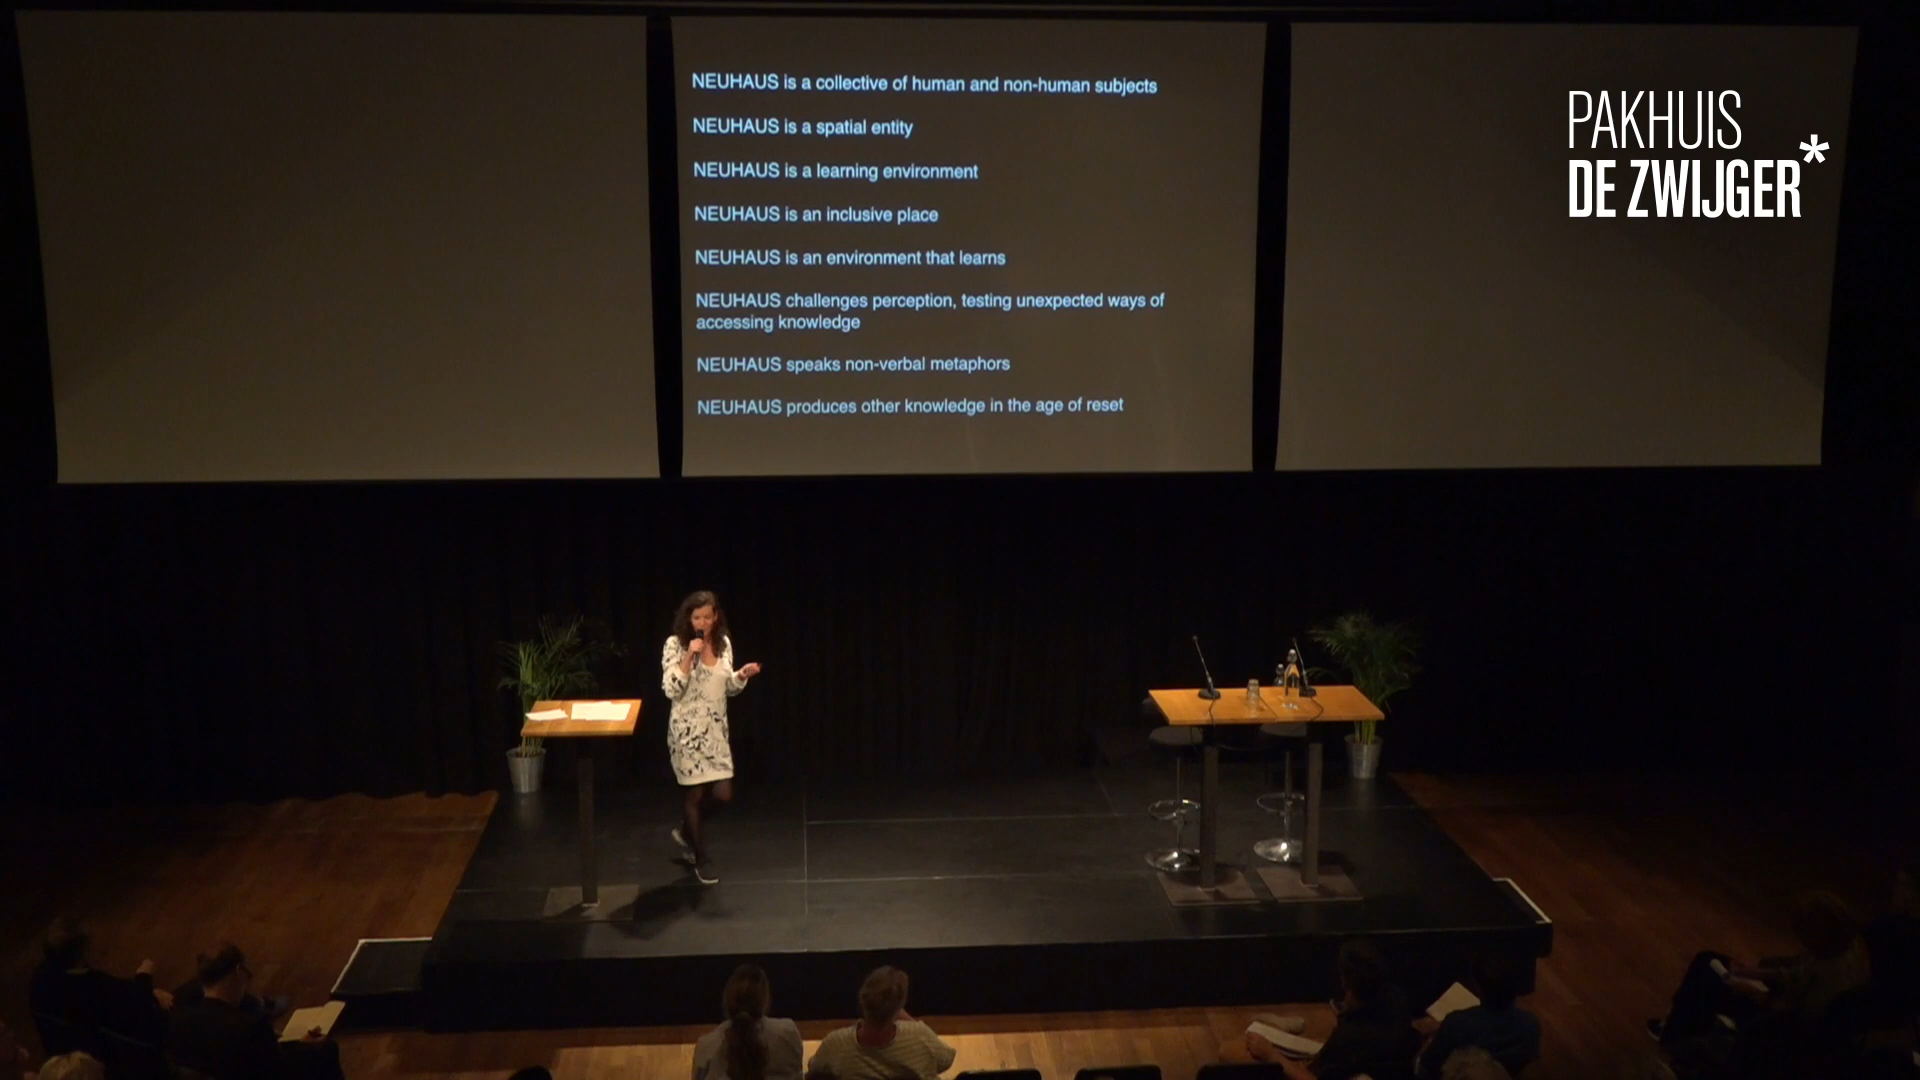 NEUHAUS is a collective of human and non-human subjects
NEUHAUS is a spatial entity
NEUHAUS is a learning environment
NEUHAUS is an inclusive place
NEUHAUS is an environment that learns
NEUHAUS challenges perception, testing unexpected ways of
accessing knowledge
NEUHAUS speaks non-verbal metaphors
NEUHAUS produces other knowledge in the age of reset
PAKHUIS
DE ZWIJGER*